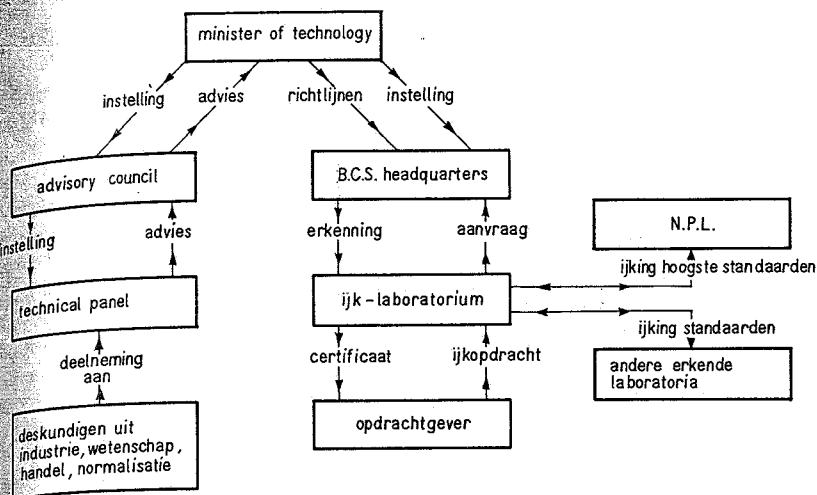 minister of technology
instelling
advies
richtlijnen
instelling
advisory council
B.C.S. headquarters
instelling
advies
erkenning
aanvraag
N.P.L.
technical panel
ijk-laboratorium
ijking hoogste standaarden
ijking standaarden
deelneming
aan
certificaat
ijkopdracht
andere erkende
laboratoria
deskundigen uit
industrie, wetenschap,
handel, normalisatie
opdrachtgever